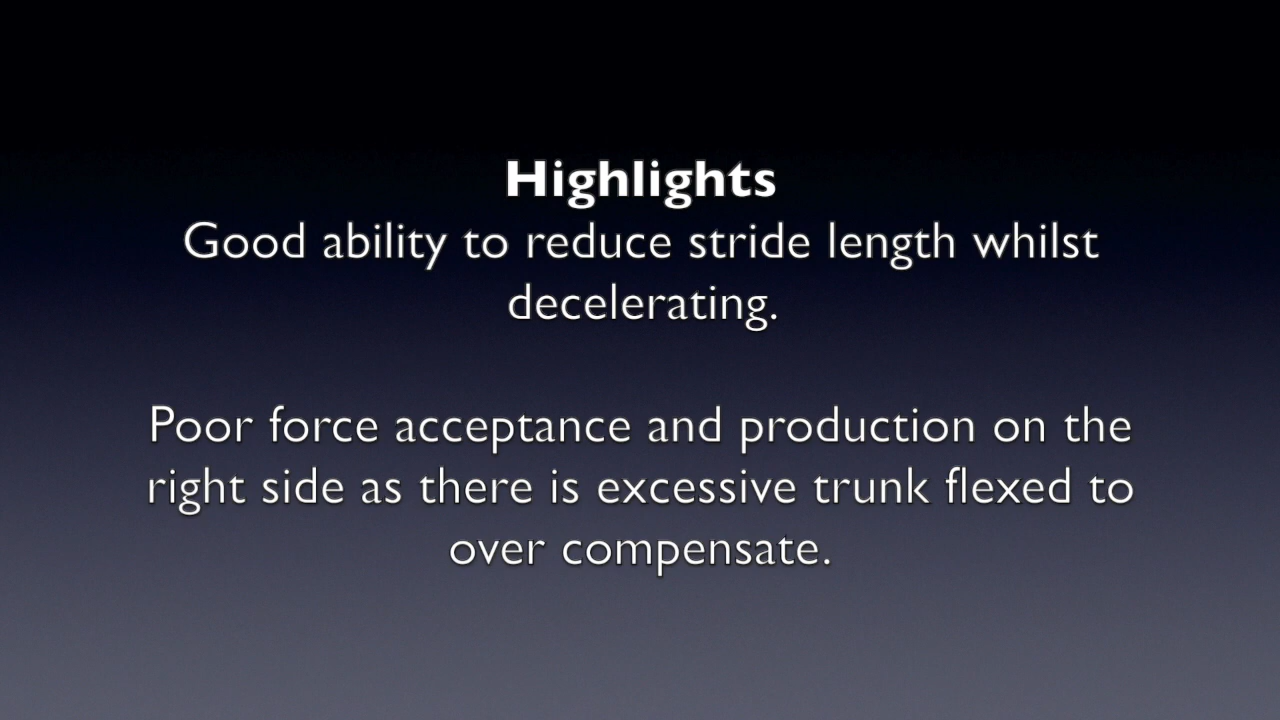 Highlights
Good ability to reduce stride length whilst
decelerating.
Poor force acceptance and production on the
right side as there is excessive trunk flexed to
over compensate.